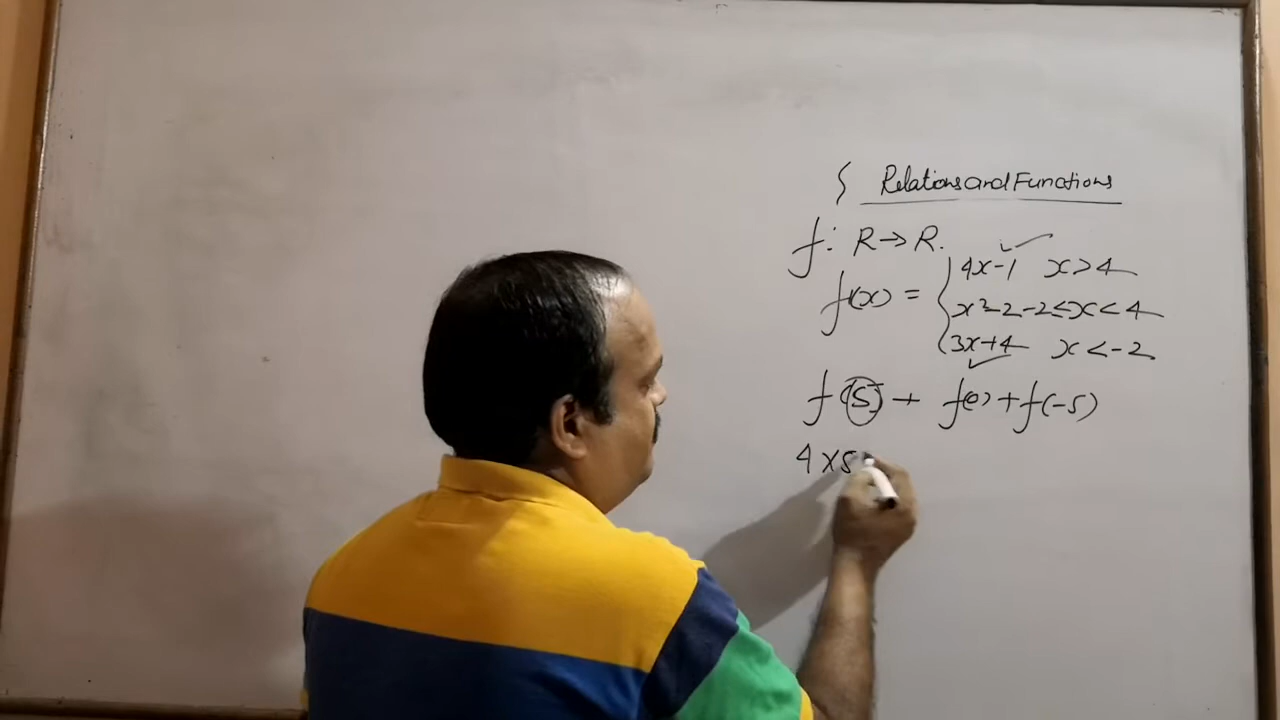 Relations and Functions
f: R→R.
f(x) = { 4x-1 x>4
x²-2 -2≤x<4
3x+4 x<-2
f(5) + f(0) + f(-5)
4×5